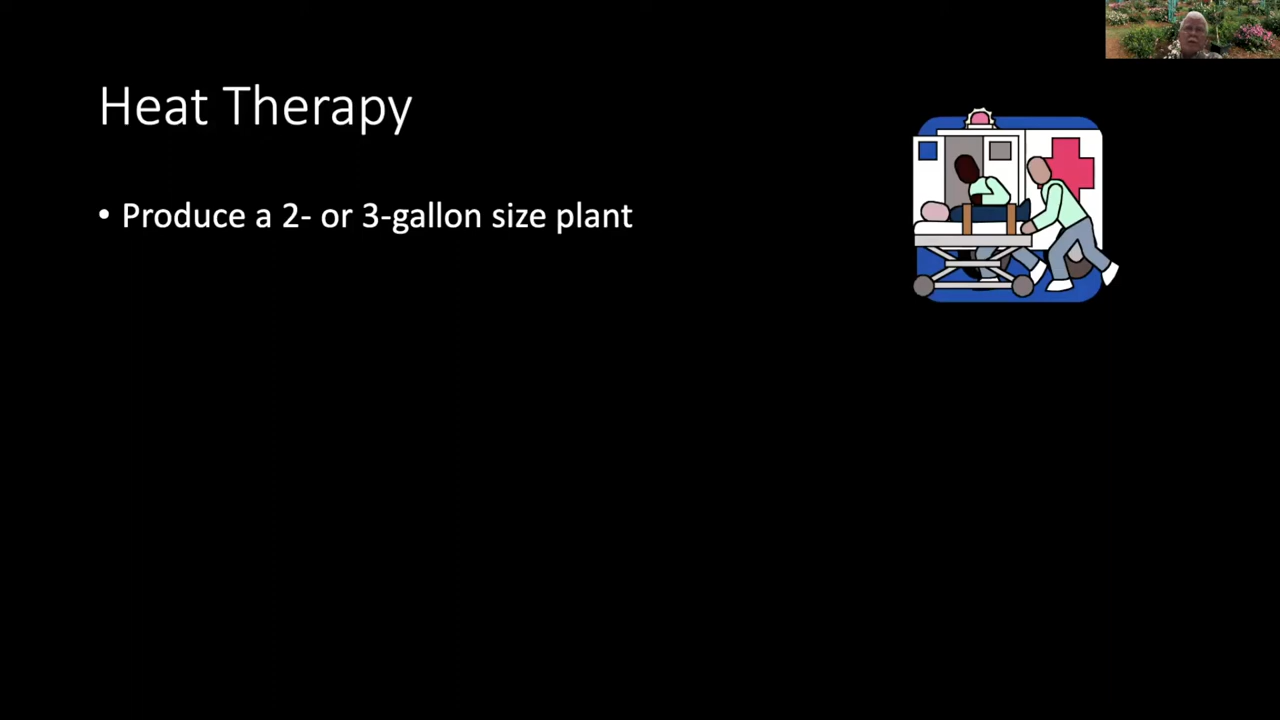 Heat Therapy
• Produce a 2- or 3-gallon size plant